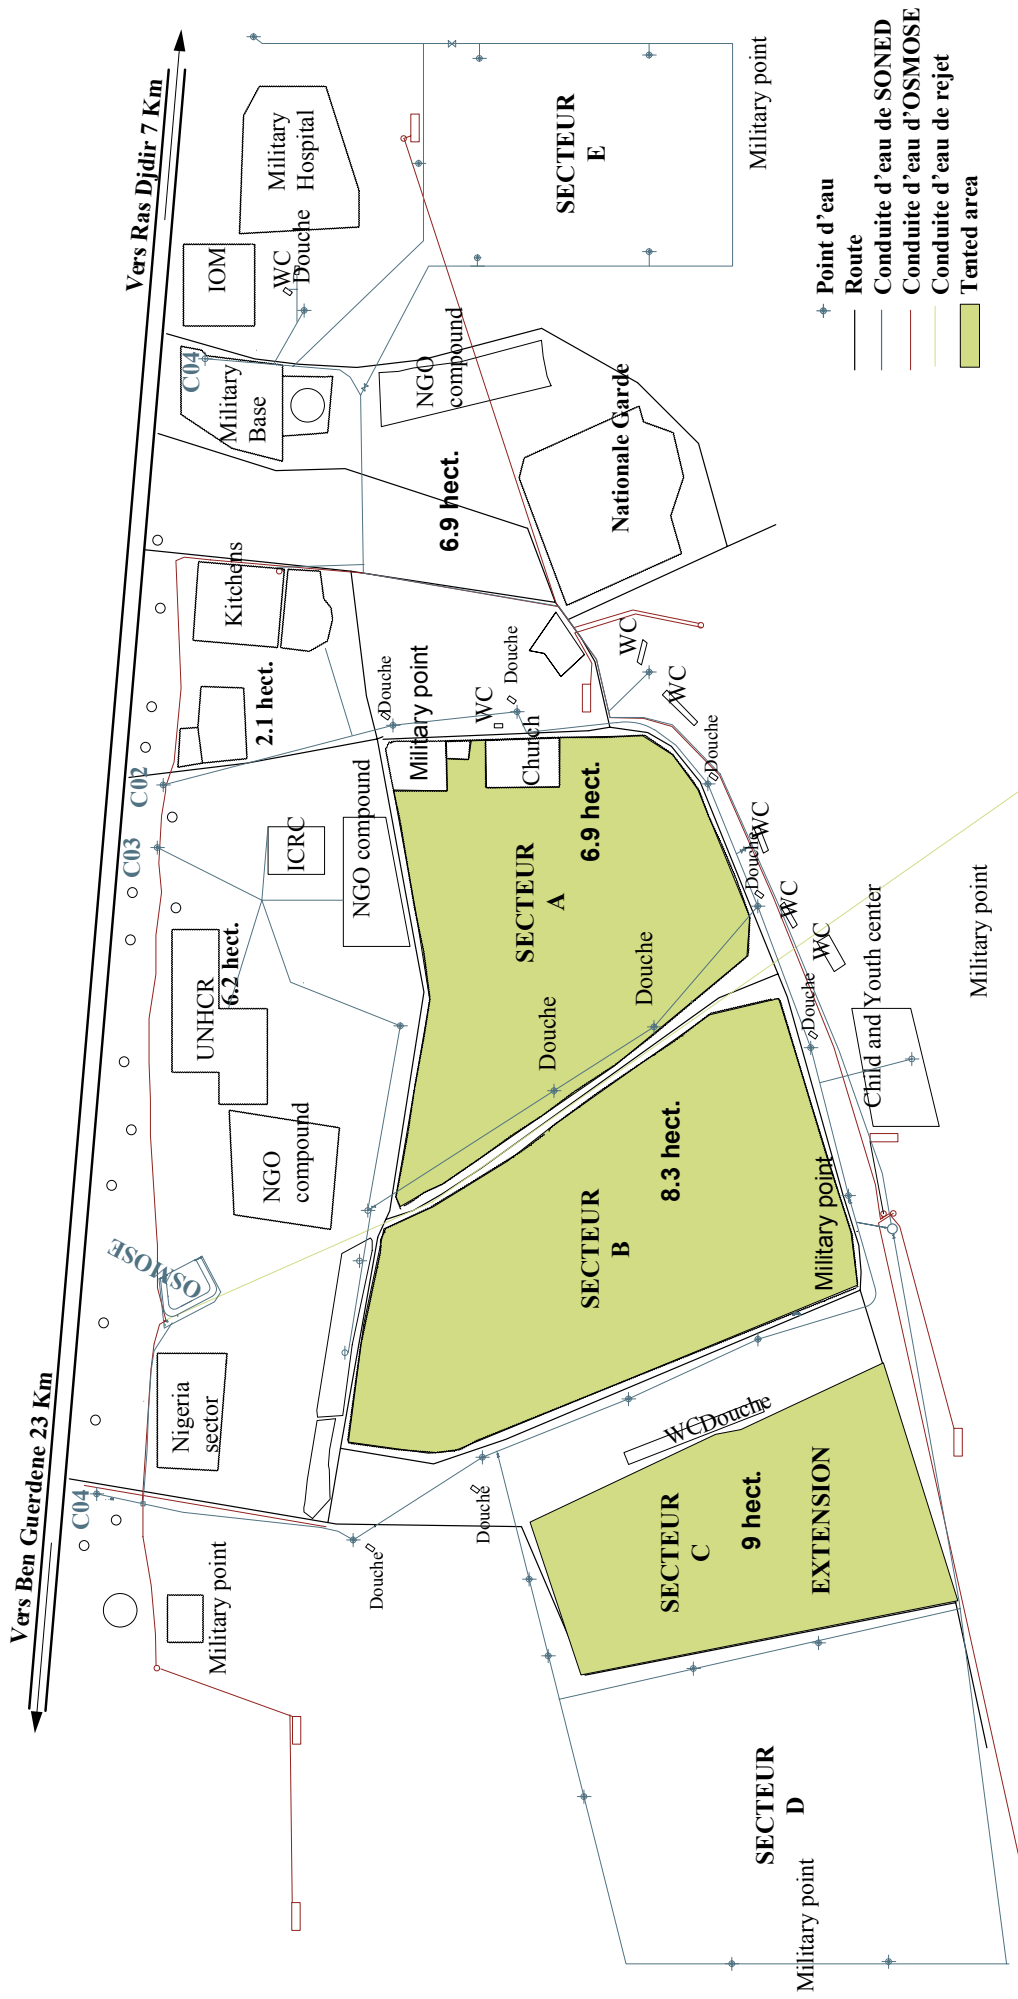 Vers Ben Guerdene 23 Km
Vers Ras Djdir 7 Km
C04
Military point
Nigeria
sector
OSMOSE
NGO
compound
UNHCR
6.2 hect.
C03
C02
ICRC
NGO compound
2.1 hect.
Kitchens
C04
Military
Base
IOM
WC
Douche
Military
Hospital
NGO
compound
6.9 hect.
Nationale Garde
SECTEUR
E
Military point
Douche
Military point
WC
Douche
Church
WC
WC
Douche
SECTEUR
A
6.9 hect.
Douche
Douche
WC
Douche
WC
WC
Douche
Child and Youth center
Military point
SECTEUR
B
8.3 hect.
Military point
Douche
Douche
WCDouche
SECTEUR
C
9 hect.
EXTENSION
SECTEUR
D
Military point
Point d'eau
Route
Conduite d'eau de SONED
Conduite d'eau d'OSMOSE
Conduite d'eau de rejet
Tented area